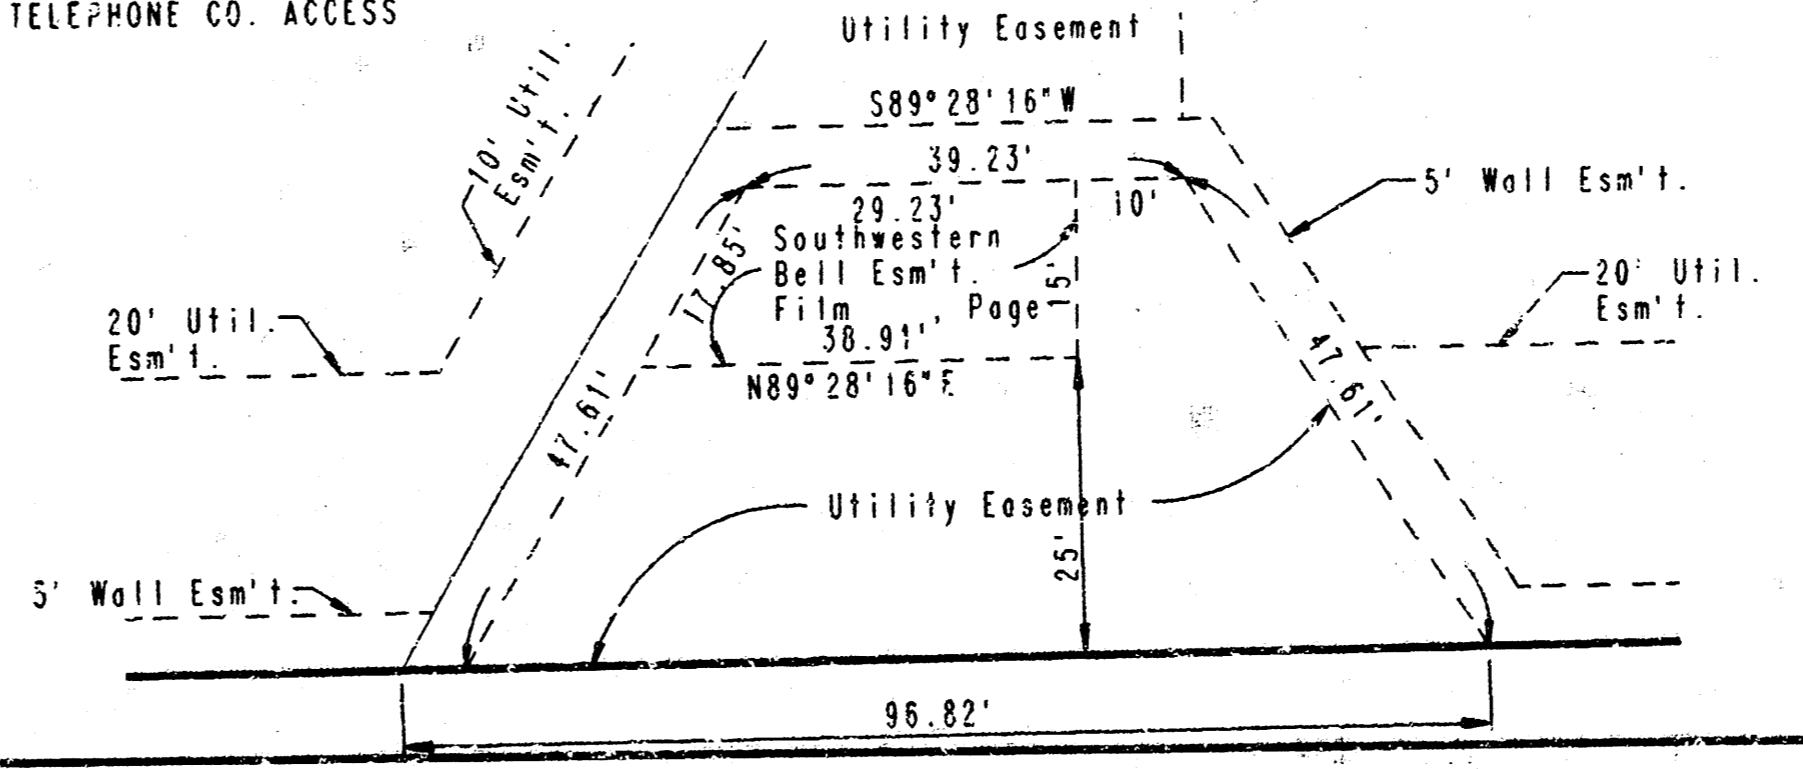 TELEPHONE CO. ACCESS
Utility Easement
10' Util.
Esm't.
S89°28'16"W
39.23'
29.23'
10'
5' Wall Esm't.
17.85'
Southwestern
Bell Esm't.
Film , Page
15'
38.91'
N89°28'16"E
20' Util.
Esm't.
20' Util.
Esm't.
47.61'
47.61'
Utility Easement
25'
5' Wall Esm't.
96.82'